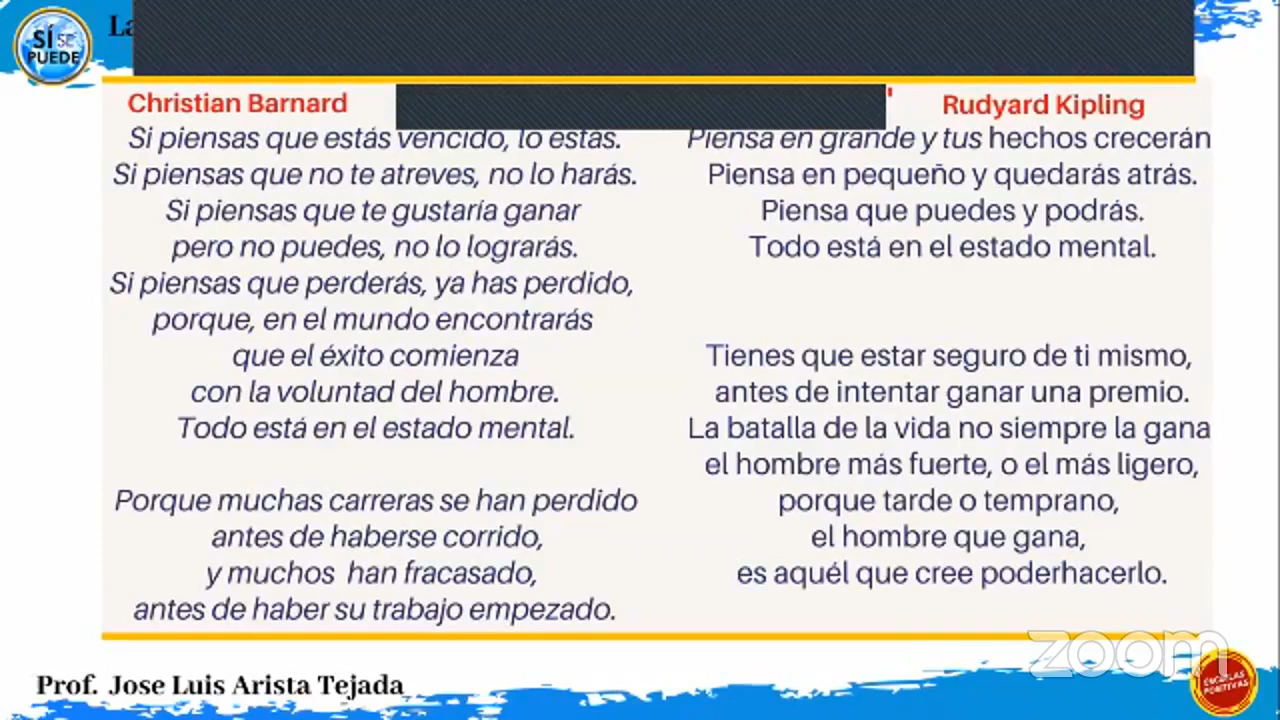 SÍ SE
PUEDE
La
Christian Barnard
Rudyard Kipling
Si piensas que estás vencido, lo estás.
Si piensas que no te atreves, no lo harás.
Si piensas que te gustaría ganar
pero no puedes, no lo lograrás.
Si piensas que perderás, ya has perdido,
porque, en el mundo encontrarás
que el éxito comienza
con la voluntad del hombre.
Todo está en el estado mental.
Porque muchas carreras se han perdido
antes de haberse corrido,
y muchos han fracasado,
antes de haber su trabajo empezado.
Piensa en grande y tus hechos crecerán
Piensa en pequeño y quedarás atrás.
Piensa que puedes y podrás.
Todo está en el estado mental.
Tienes que estar seguro de ti mismo,
antes de intentar ganar una premio.
La batalla de la vida no siempre la gana
el hombre más fuerte, o el más ligero,
porque tarde o temprano,
el hombre que gana,
es aquél que cree poderhacerlo.
zoom
Prof. Jose Luis Arista Tejada
ESCUELAS
POSITIVAS